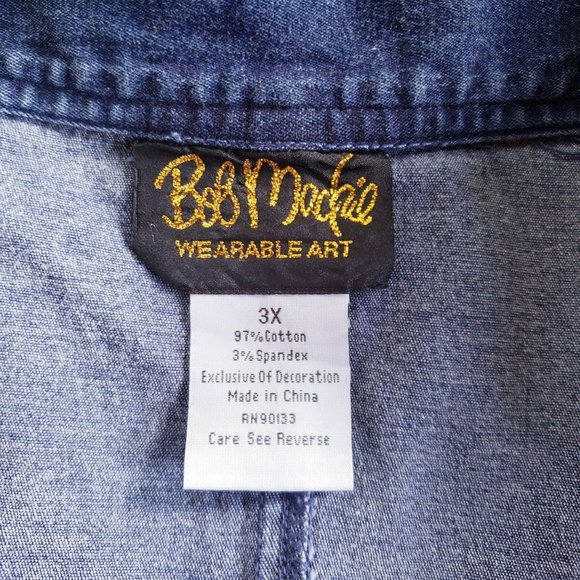 Bob Mackie
WEARABLE ART
3X
97%Cotton
3%Spandex
Exclusive Of Decoration
Made in China
RN90133
Care See Reverse